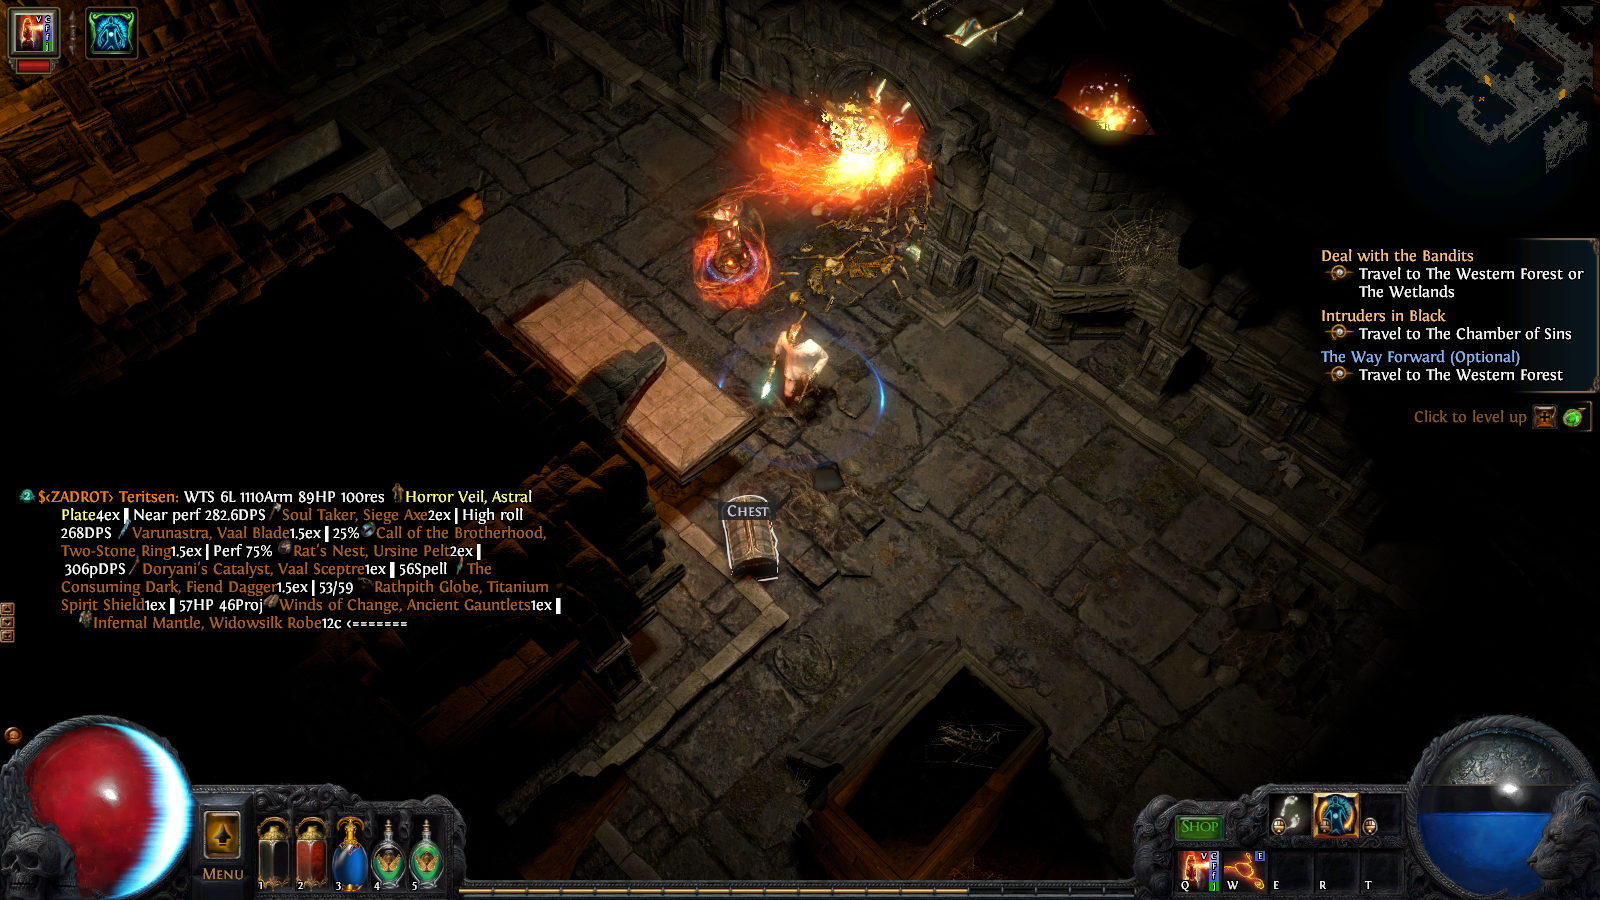 V C
F
f
j
Deal with the Bandits
Travel to The Western Forest or
The Wetlands
Intruders in Black
Travel to The Chamber of Sins
The Way Forward (Optional)
Travel to The Western Forest
Click to level up
2 $<ZADROT> Teritsen: WTS 6L 1110Arm 89HP 100res Horror Veil, Astral
Plate4ex ▐ Near perf 282.6DPS Soul Taker, Siege Axe2ex | High roll
268DPS Varunastra, Vaal Blade1.5ex ▐ 25% Call of the Brotherhood,
Two-Stone Ring1.5ex | Perf 75% Rat's Nest, Ursine Pelt2ex ▐
306pDPS Doryani's Catalyst, Vaal Sceptre1ex ▐ 56Spell The
Consuming Dark, Fiend Dagger1.5ex ▐ 53/59 Rathpith Globe, Titanium
Spirit Shield1ex ▐ 57HP 46Proj Winds of Change, Ancient Gauntlets1ex ▐
Infernal Mantle, Widowsilk Robe12c <=======
Chest
Menu
1 2 3 4 5
Shop
V C E
F
f
j
Q W E R T